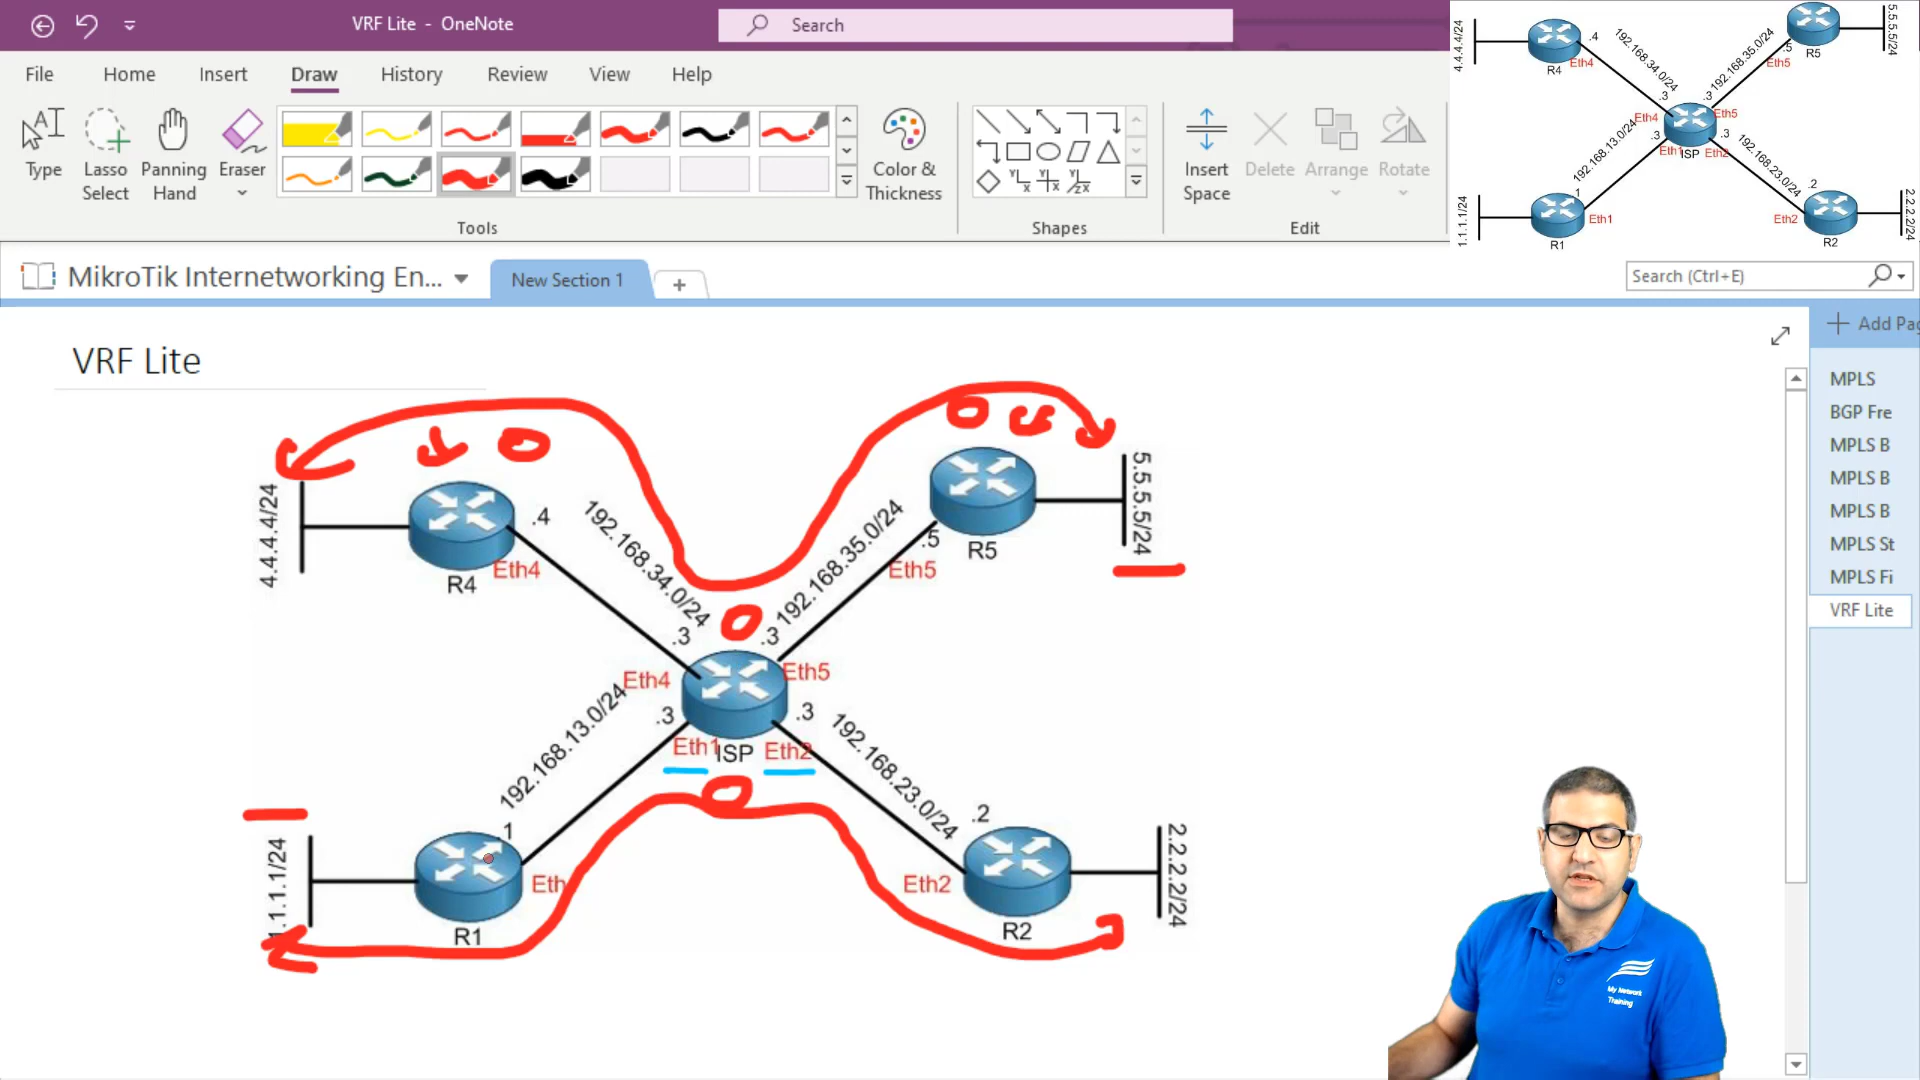 VRF Lite - OneNote
Search
File
Home
Insert
Draw
History
Review
View
Help
Type
Lasso
Select
Panning
Hand
Eraser
Color &
Thickness
Insert
Space
Delete
Arrange
Rotate
Tools
Shapes
Edit
4.4.4.4/24
R4
.4
Eth4
192.168.34.0/24
.3
Eth4
192.168.35.0/24
.5
Eth5
R5
5.5.5.5/24
.3
Eth5
192.168.13.0/24
.3
Eth1
ISP
Eth2
.3
192.168.23.0/24
1.1.1.1/24
.1
Eth1
R1
.2
Eth2
R2
2.2.2.2/24
MikroTik Internetworking En...
New Section 1
Search (Ctrl+E)
Add Pag
MPLS
BGP Fre
MPLS B
MPLS B
MPLS B
MPLS St
MPLS Fi
VRF Lite
VRF Lite
4.4.4.4/24
R4
.4
Eth4
192.168.34.0/24
.3
Eth4
192.168.35.0/24
.5
Eth5
R5
5.5.5.5/24
.3
Eth5
192.168.13.0/24
.3
Eth1
ISP
Eth2
.3
192.168.23.0/24
1.1.1.1/24
.1
Eth
R1
.2
Eth2
R2
2.2.2.2/24
My Network
Training